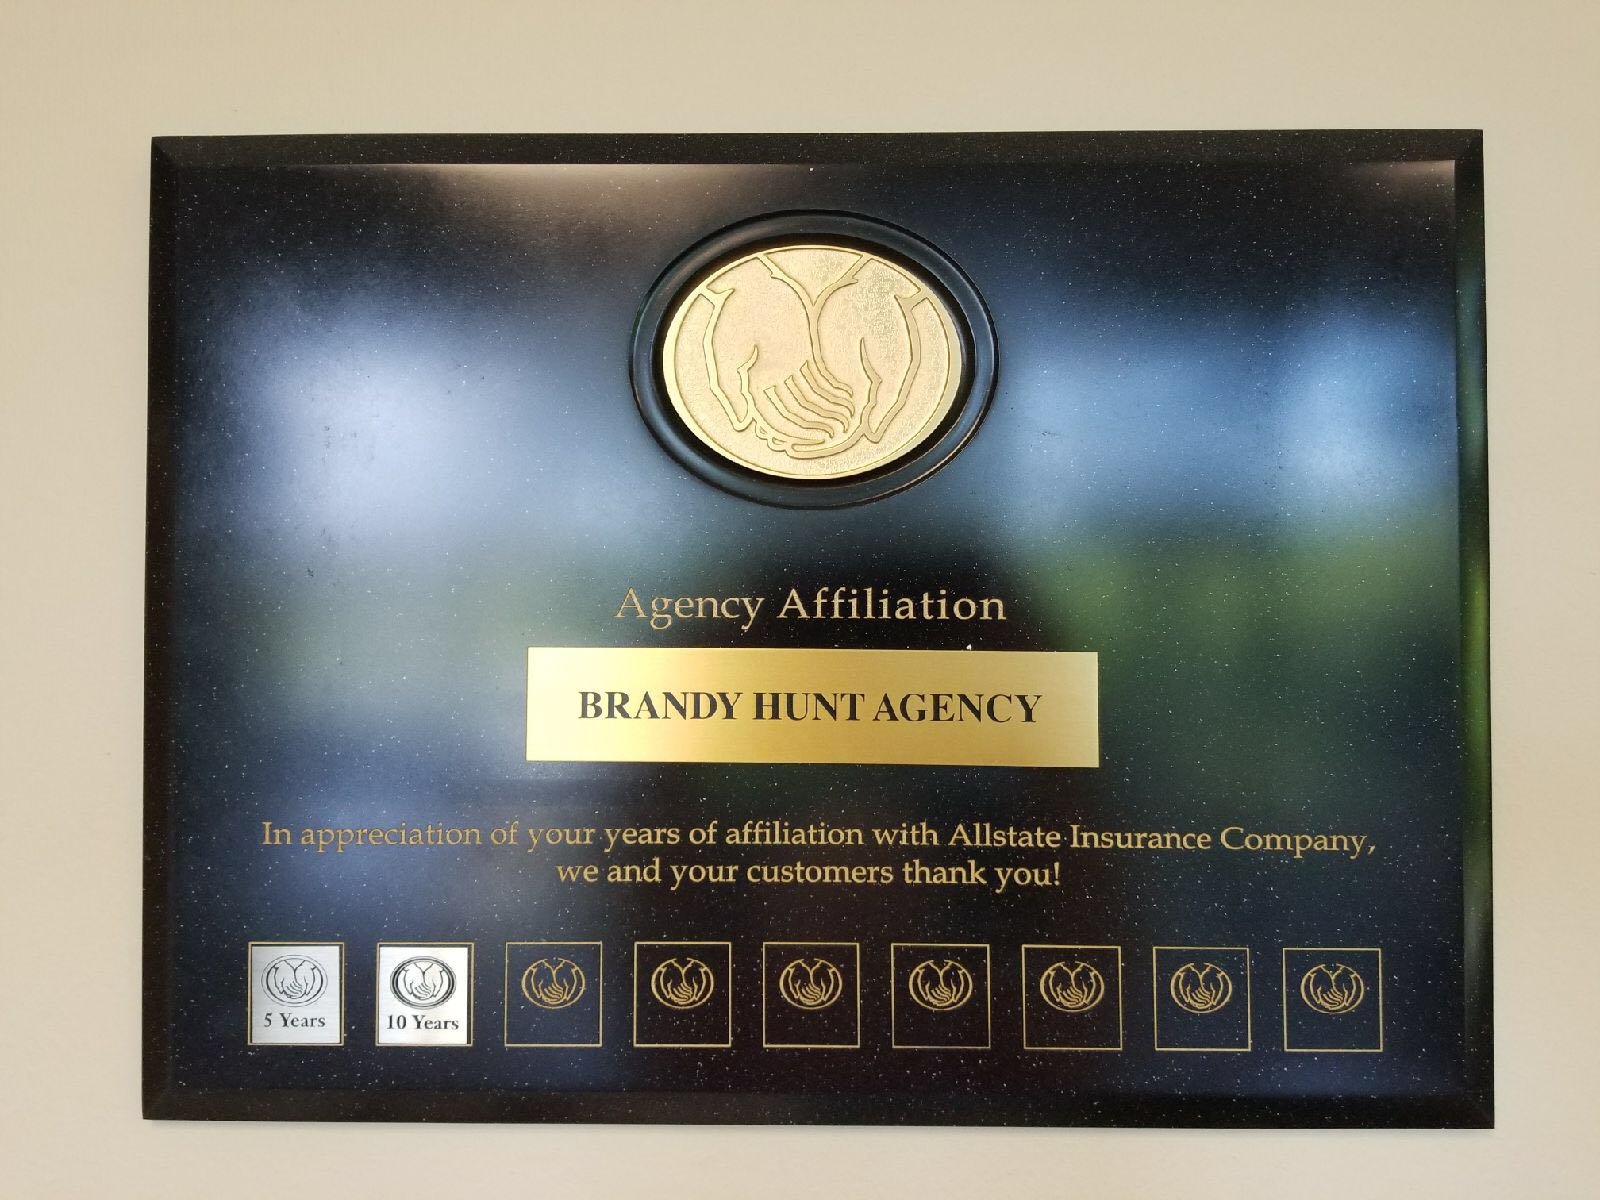 Agency Affiliation
BRANDY HUNT AGENCY
In appreciation of your years of affiliation with Allstate Insurance Company,
we and your customers thank you!
5 Years
10 Years